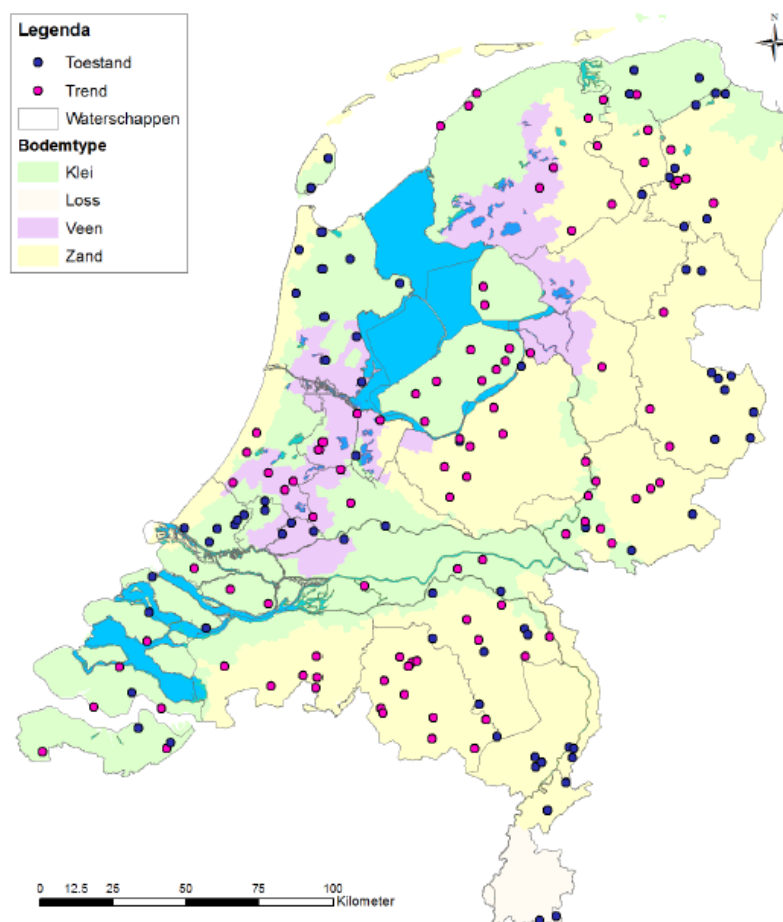 Legenda
Toestand
Trend
Waterschappen
Bodemtype
Klei
Loss
Veen
Zand
N
0 12.5 25 50 75 100
Kilometer